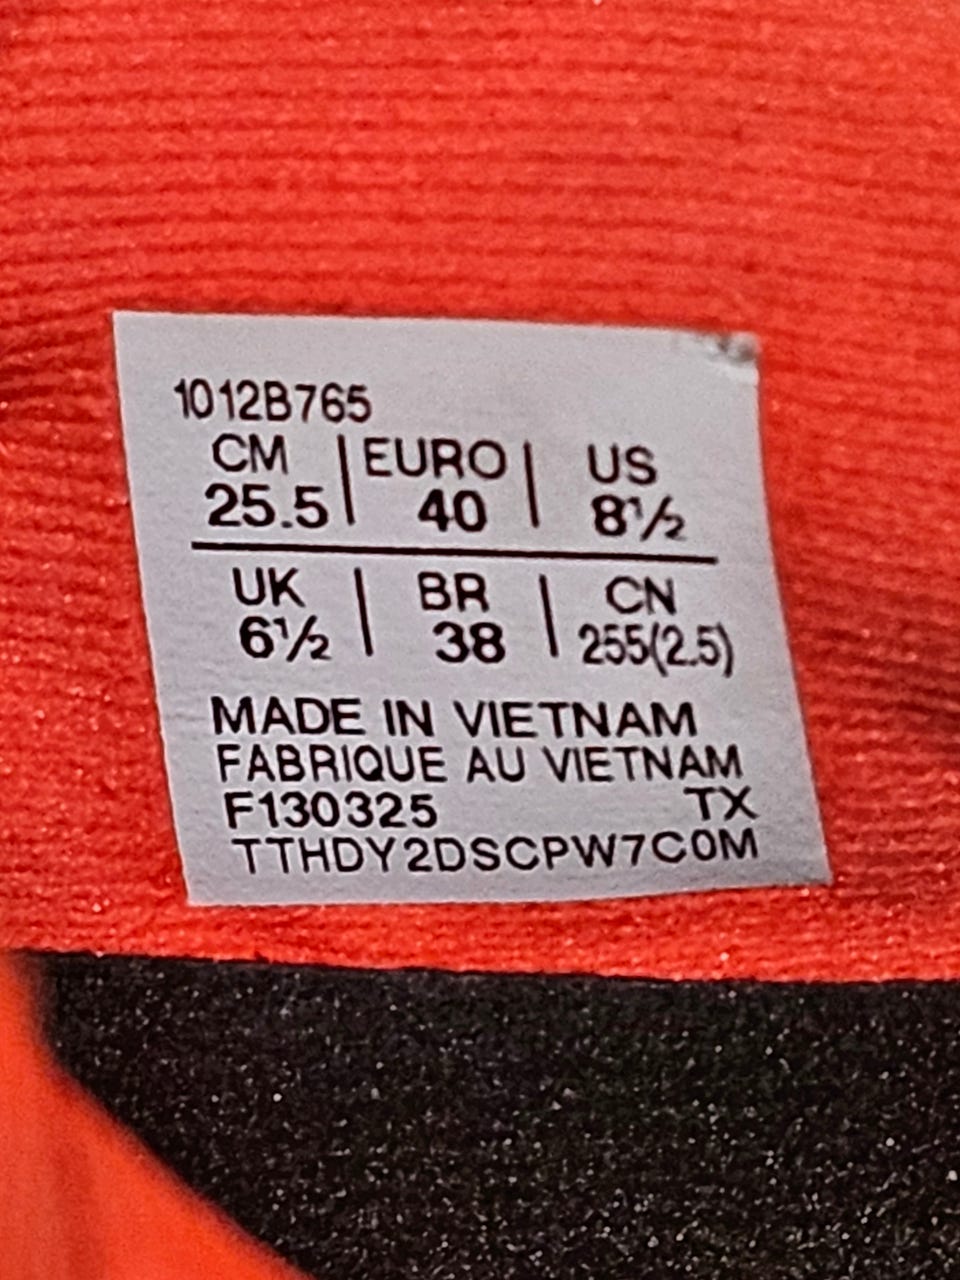 1012B765
CM | EURO | US
25.5 | 40 | 8½
UK | BR | CN
6½ | 38 | 255(2.5)
MADE IN VIETNAM
FABRIQUE AU VIETNAM
F130325 TX
TTHDY2DSCPW7C0M